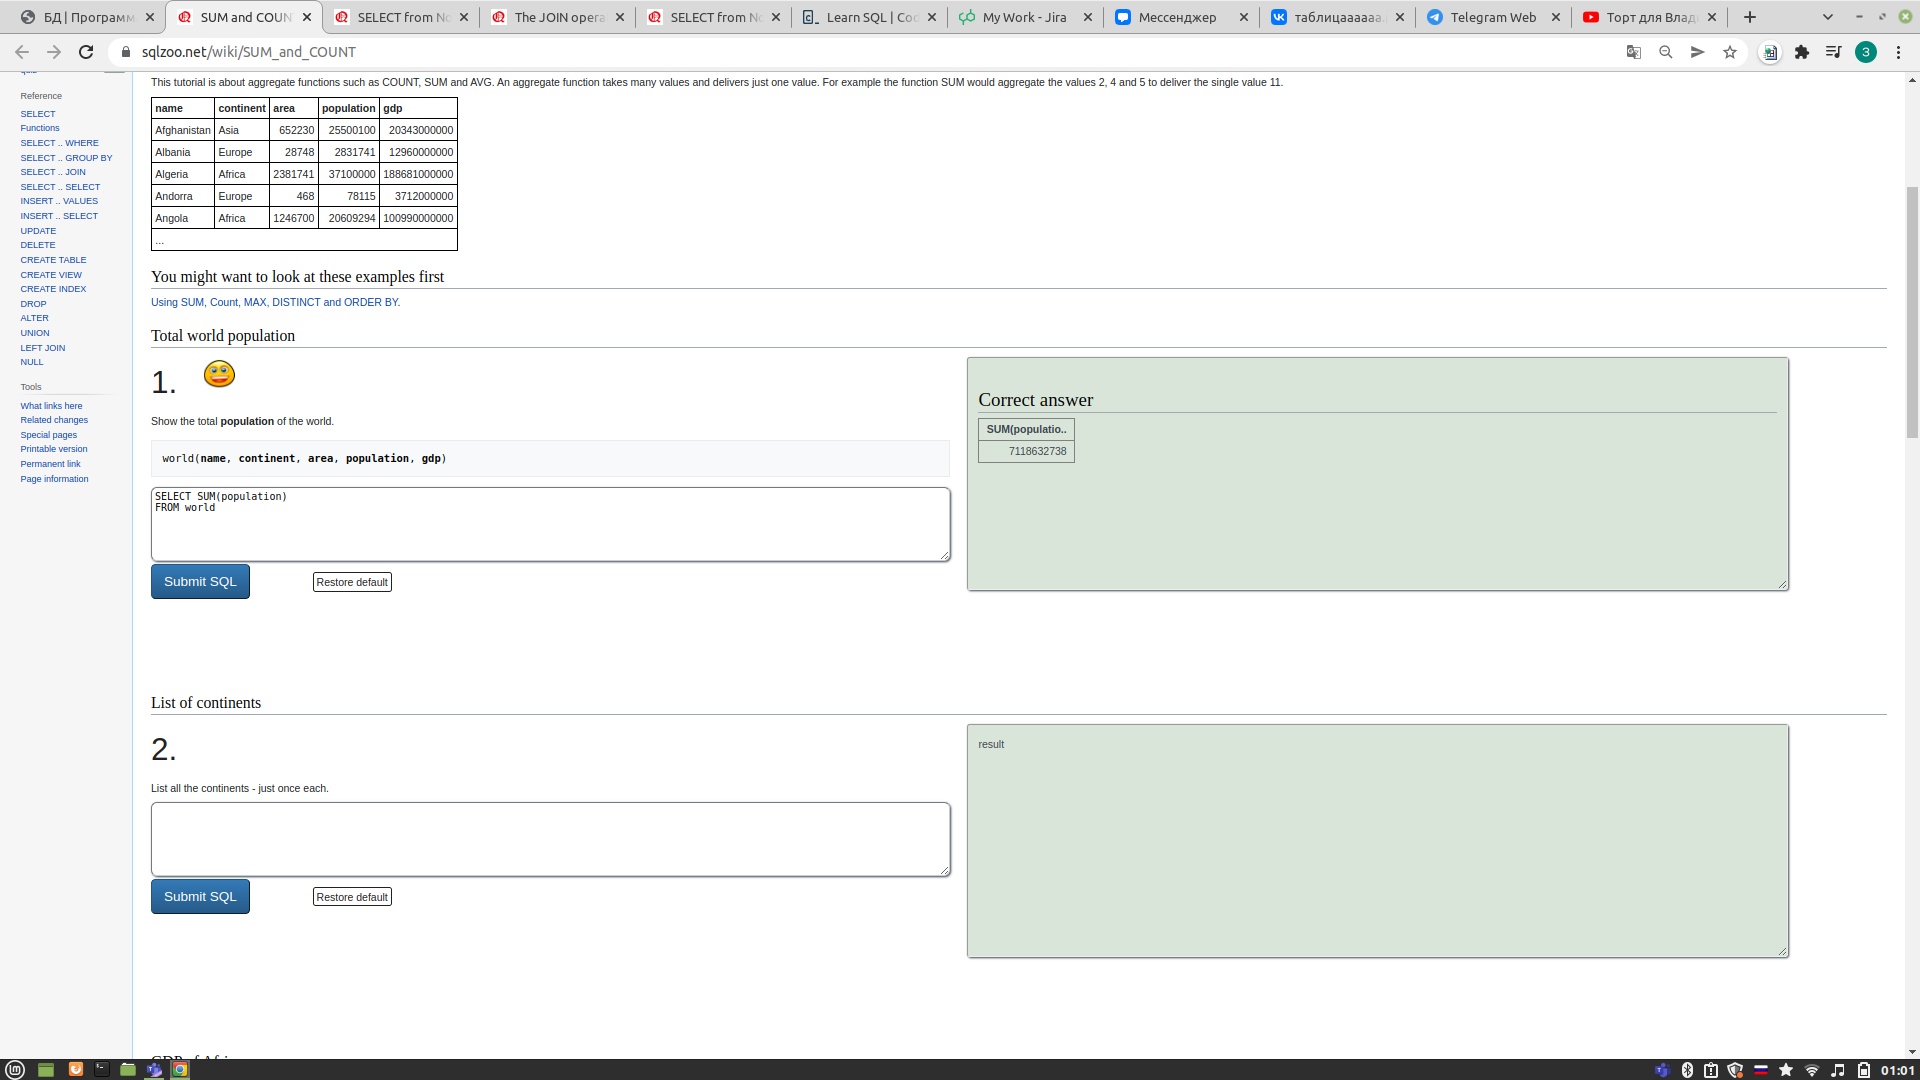 БД | Программ
SUM and COUN
SELECT from No
The JOIN opera
SELECT from No
Learn SQL | Cod
My Work - Jira
Мессенджер
таблицаааааа.
Telegram Web
Торт для Влад
sqlzoo.net/wiki/SUM_and_COUNT
З
Reference
SELECT
Functions
SELECT .. WHERE
SELECT .. GROUP BY
SELECT .. JOIN
SELECT .. SELECT
INSERT .. VALUES
INSERT .. SELECT
UPDATE
DELETE
CREATE TABLE
CREATE VIEW
CREATE INDEX
DROP
ALTER
UNION
LEFT JOIN
NULL
Tools
What links here
Related changes
Special pages
Printable version
Permanent link
Page information
This tutorial is about aggregate functions such as COUNT, SUM and AVG. An aggregate function takes many values and delivers just one value. For example the function SUM would aggregate the values 2, 4 and 5 to deliver the single value 11.
name continent area population gdp
Afghanistan Asia 652230 25500100 20343000000
Albania Europe 28748 2831741 12960000000
Algeria Africa 2381741 37100000 188681000000
Andorra Europe 468 78115 3712000000
Angola Africa 1246700 20609294 100990000000
...
You might want to look at these examples first
Using SUM, Count, MAX, DISTINCT and ORDER BY.
Total world population
1.
Show the total population of the world.
world(name, continent, area, population, gdp)
SELECT SUM(population)
FROM world
Submit SQL
Restore default
Correct answer
SUM(populatio..
7118632738
List of continents
2.
List all the continents - just once each.
Submit SQL
Restore default
result
01:01